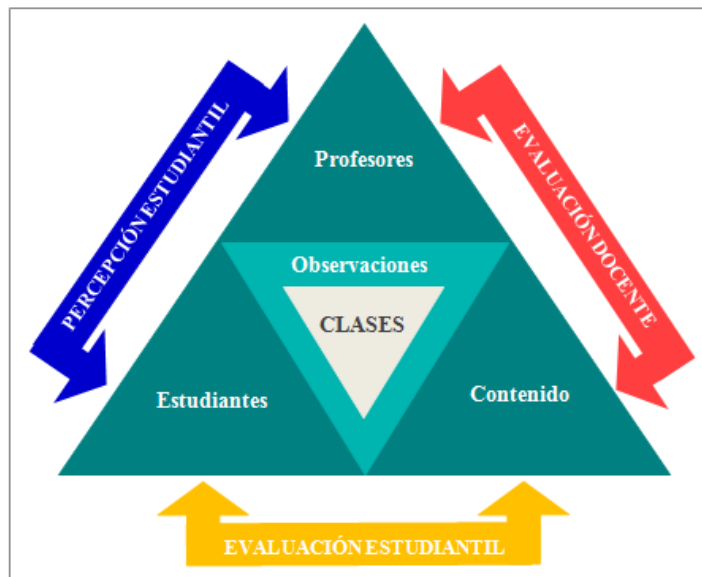 PERCEPCIÓN ESTUDIANTIL
EVALUACIÓN DOCENTE
Profesores
Observaciones
CLASES
Estudiantes
Contenido
EVALUACIÓN ESTUDIANTIL